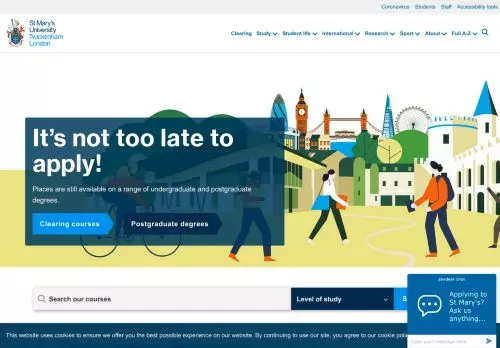 Coronavirus Students Staff Accessibility tools
St Mary's
University
Twickenham
London
Clearing Study Student life International Research Sport About Full A-Z
It's not too late to
apply!
Places are still available on a range of undergraduate and postgraduate
degrees.
Clearing courses Postgraduate degrees
Search our courses Level of study S
zendesk chat
Applying to
St Mary's?
Ask us
anything...
Type your message here
This website uses cookies to ensure we offer you the best possible experience on our website. By continuing to use our site, you agree to our cookie poli